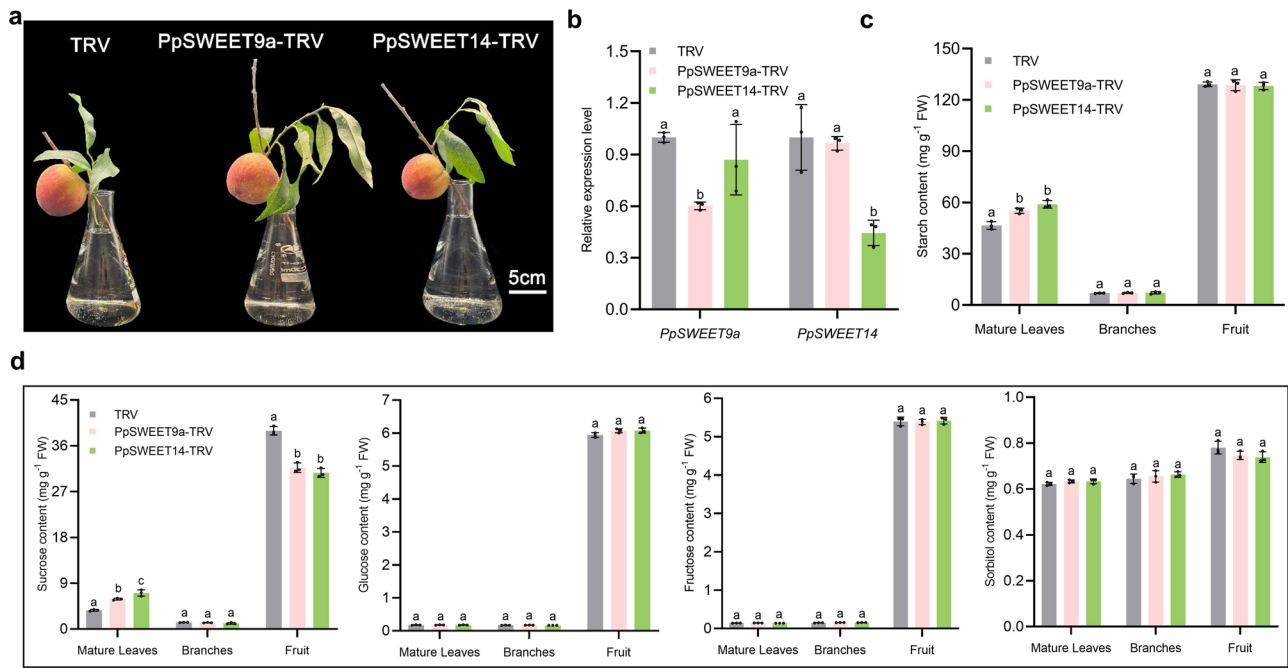 a
TRV
PpSWEET9a-TRV
PpSWEET14-TRV
5cm
b
Relative expression level
1.5
1.2
0.9
0.6
0.3
0.0
TRV
PpSWEET9a-TRV
PpSWEET14-TRV
a
b
a
a
a
b
PpSWEET9a
PpSWEET14
c
Starch content (mg g⁻¹ FW)
150
120
90
60
30
0
TRV
PpSWEET9a-TRV
PpSWEET14-TRV
a
b
b
a
a
a
a
a
a
Mature Leaves
Branches
Fruit
d
Sucrose content (mg g⁻¹ FW)
45
36
27
18
9
0
TRV
PpSWEET9a-TRV
PpSWEET14-TRV
a
b
c
a
a
a
a
b
b
Mature Leaves
Branches
Fruit
Glucose content (mg g⁻¹ FW)
7
6
5
4
3
2
1
0
a
a
a
a
a
a
a
a
a
Mature Leaves
Branches
Fruit
Fructose content (mg g⁻¹ FW)
6
5
4
3
2
1
0
a
a
a
a
a
a
a
a
a
Mature Leaves
Branches
Fruit
Sorbitol content (mg g⁻¹ FW)
1.0
0.8
0.6
0.4
0.2
0.0
a
a
a
a
a
a
a
a
a
Mature Leaves
Branches
Fruit